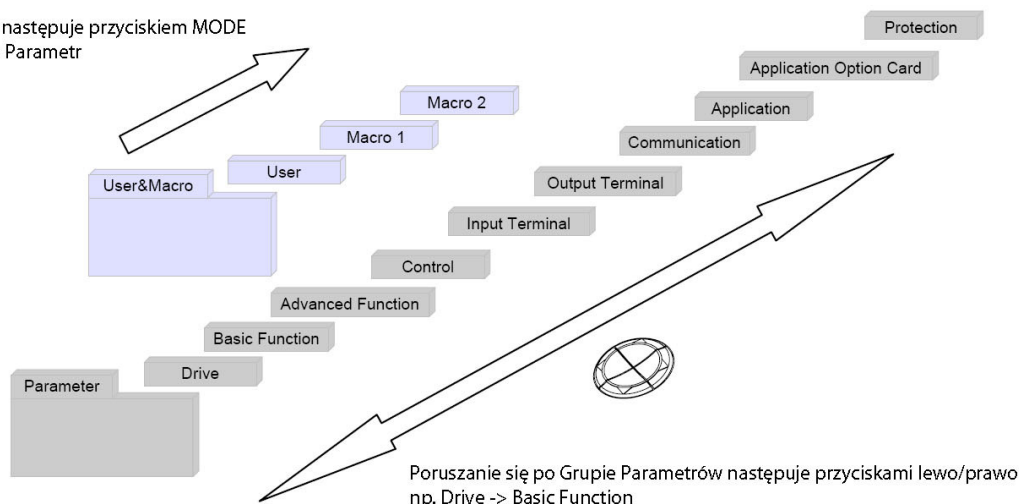 następuje przyciskiem MODE
Parametr
Protection
Application Option Card
Macro 2
Application
Macro 1
Communication
User
User&Macro
Output Terminal
Input Terminal
Control
Advanced Function
Basic Function
Drive
Parameter
Poruszanie się po Grupie Parametrów następuje przyciskami lewo/prawo
np. Drive -> Basic Function